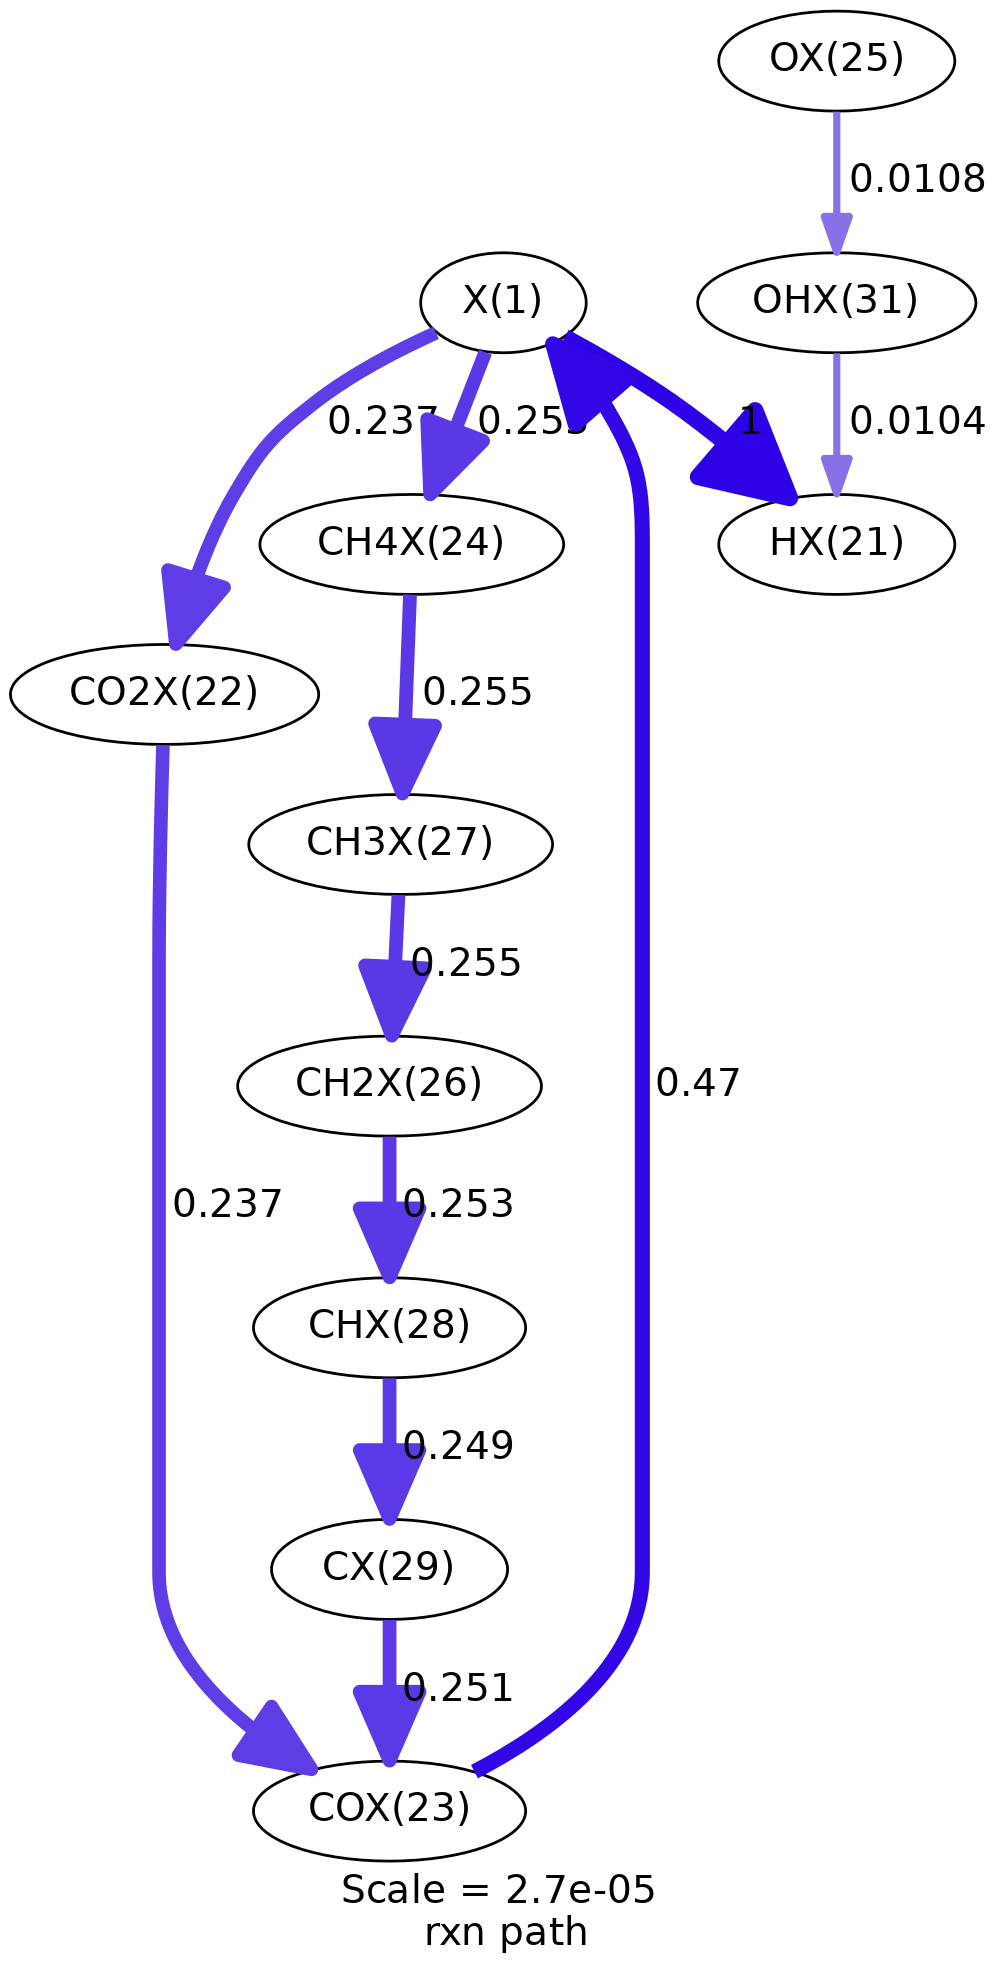 OX(25)
0.0108
X(1)
OHX(31)
0.237
1
0.0104
CH4X(24)
HX(21)
CO2X(22)
0.255
CH3X(27)
0.255
CH2X(26)
0.47
0.237
0.253
CHX(28)
0.249
CX(29)
0.251
COX(23)
Scale = 2.7e-05
rxn path